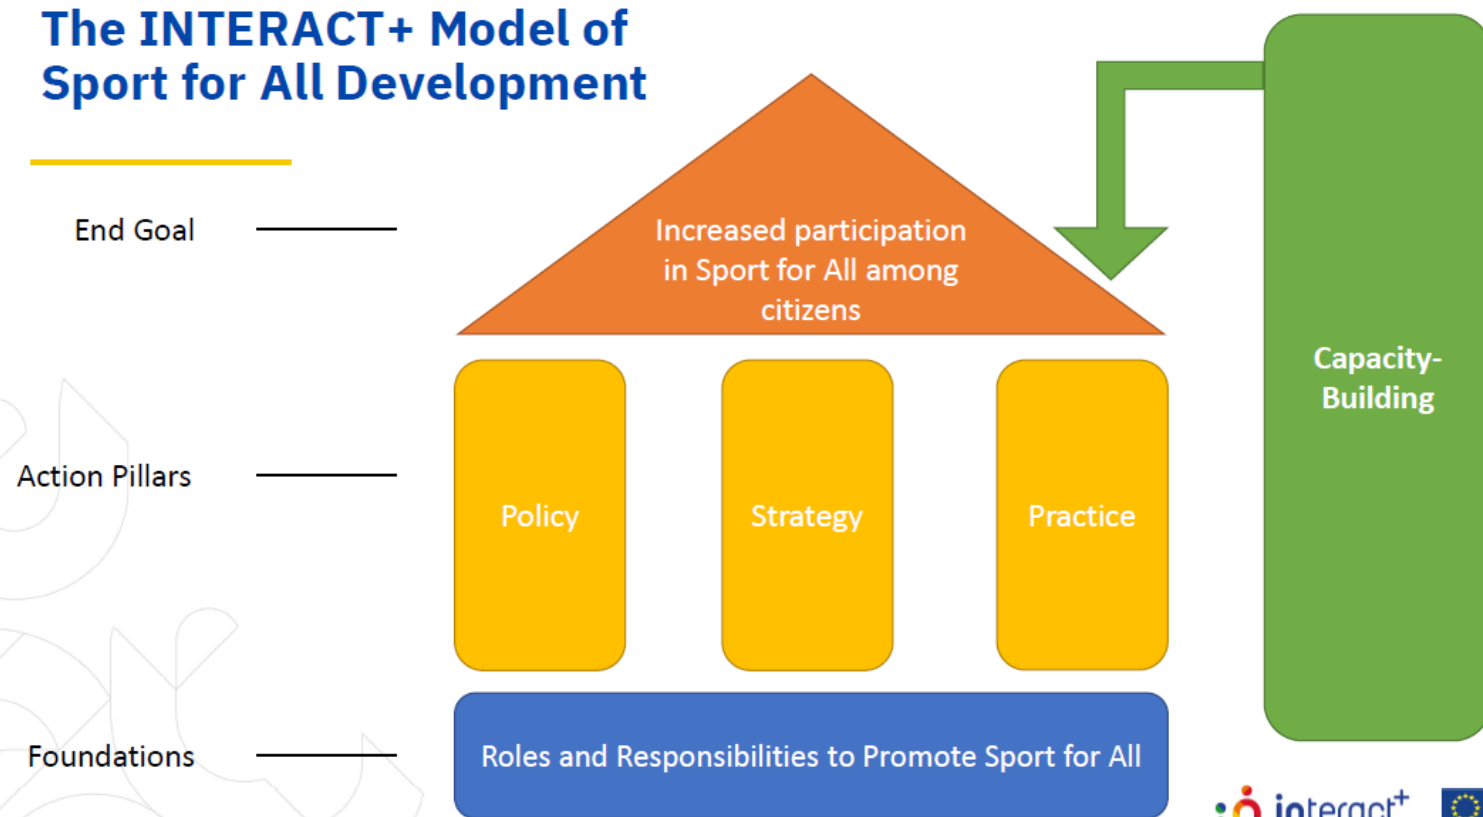 The INTERACT+ Model of
Sport for All Development
End Goal
Increased participation
in Sport for All among
citizens
Capacity-
Building
Action Pillars
Policy
Strategy
Practice
Foundations
Roles and Responsibilities to Promote Sport for All
interact+